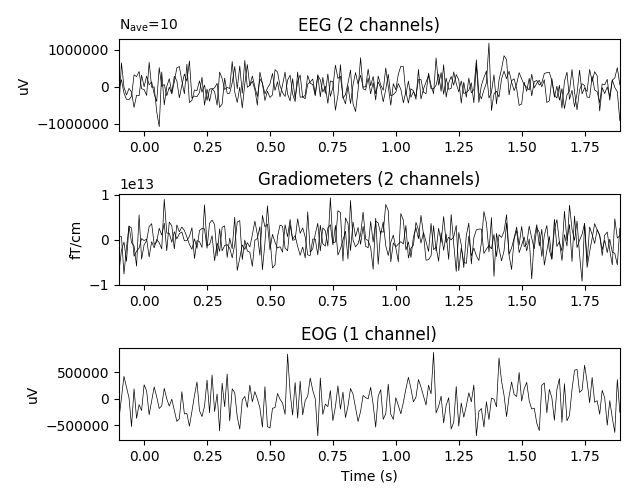 N_ave=10
EEG (2 channels)
1000000
0
−1000000
uV
0.00 0.25 0.50 0.75 1.00 1.25 1.50 1.75
1e13
Gradiometers (2 channels)
1
0
−1
fT/cm
0.00 0.25 0.50 0.75 1.00 1.25 1.50 1.75
EOG (1 channel)
500000
0
−500000
uV
0.00 0.25 0.50 0.75 1.00 1.25 1.50 1.75
Time (s)